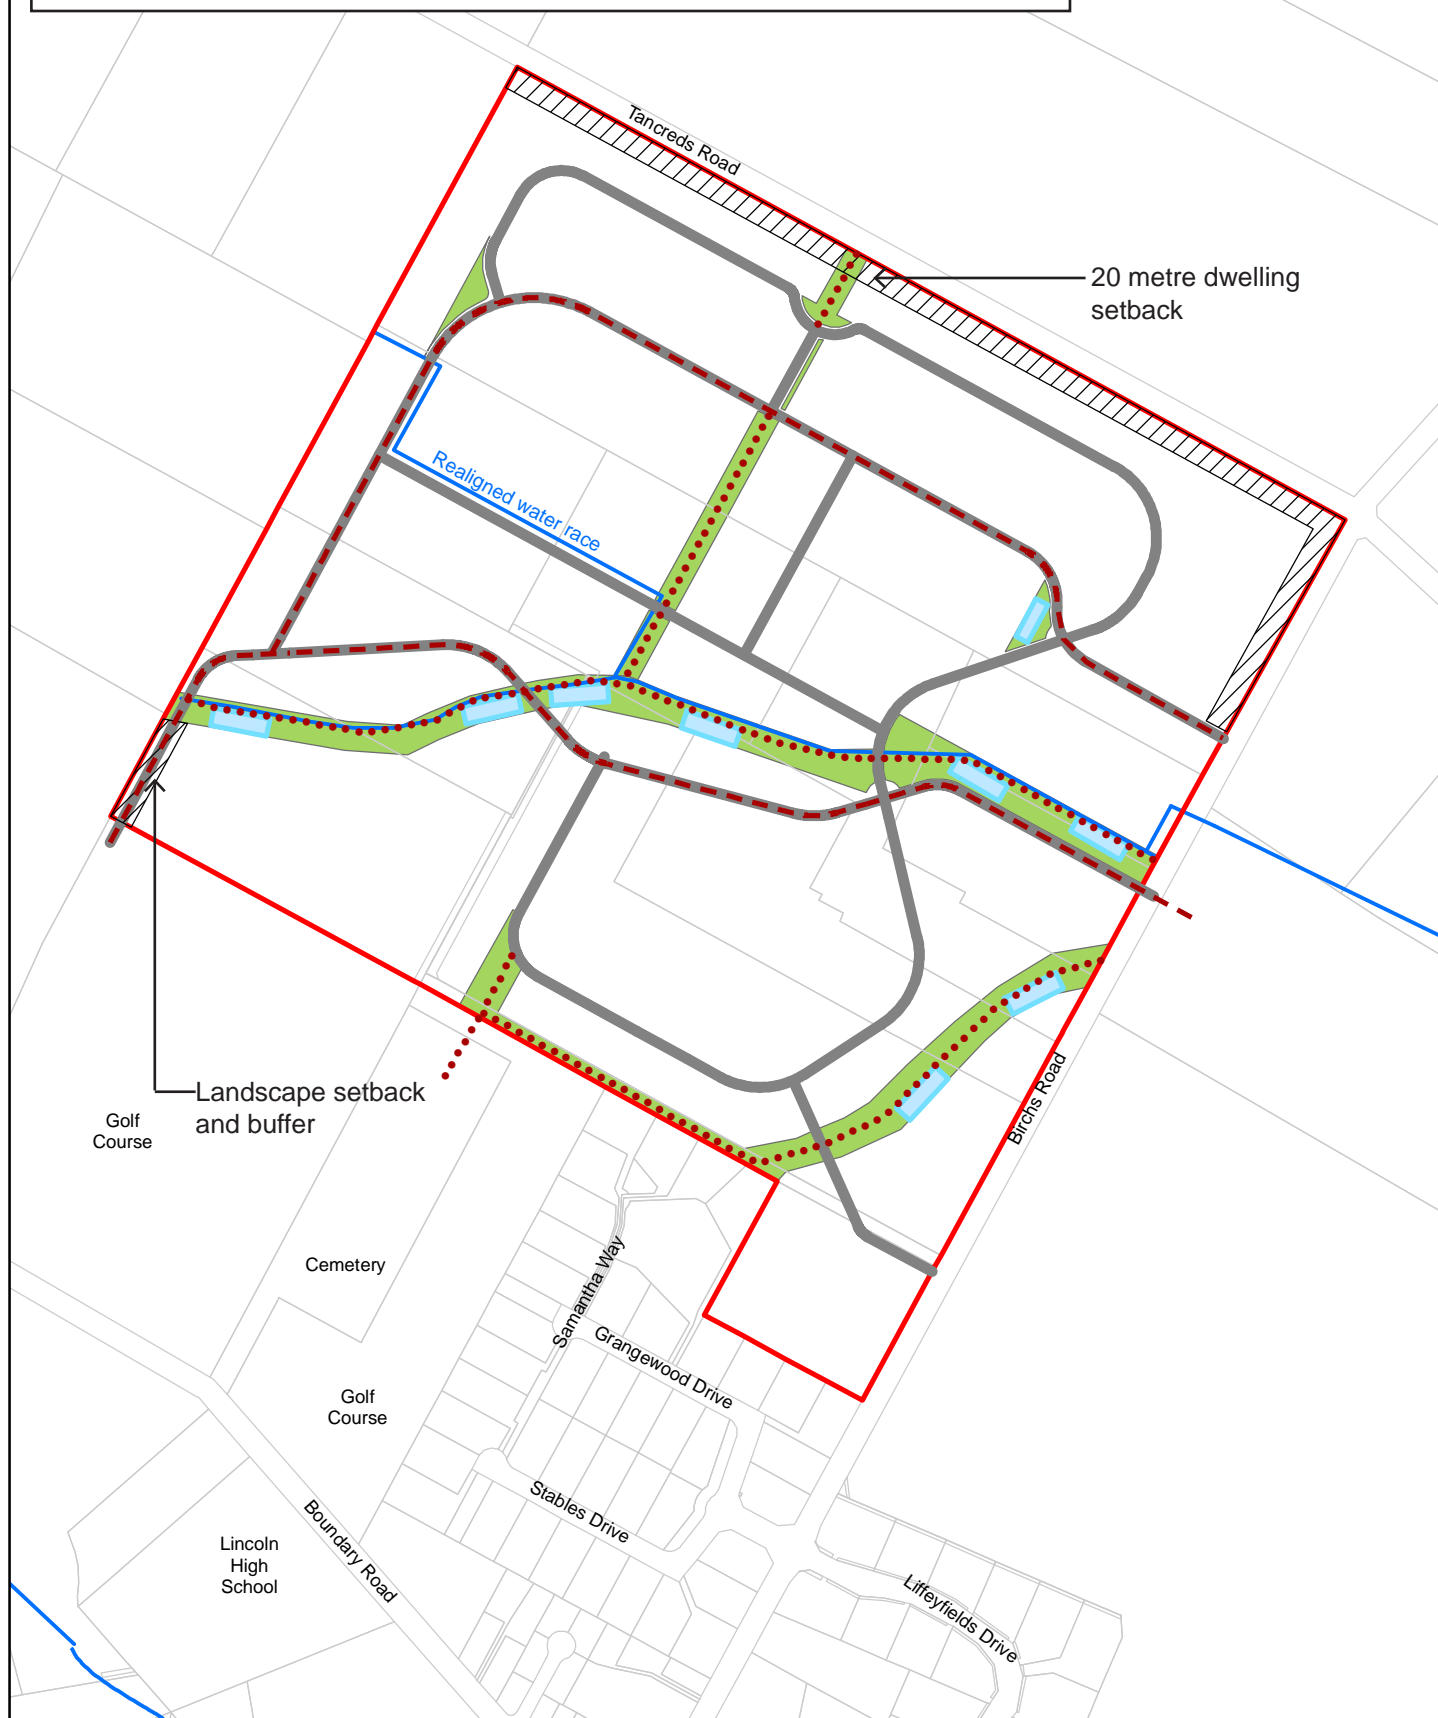 Tancreds Road
20 metre dwelling
setback
Realigned water race
Landscape setback
and buffer
Golf
Course
Birchs Road
Cemetery
Samantha Way
Grangewood Drive
Golf
Course
Stables Drive
Boundary Road
Lincoln
High
School
Liffeyfields Drive